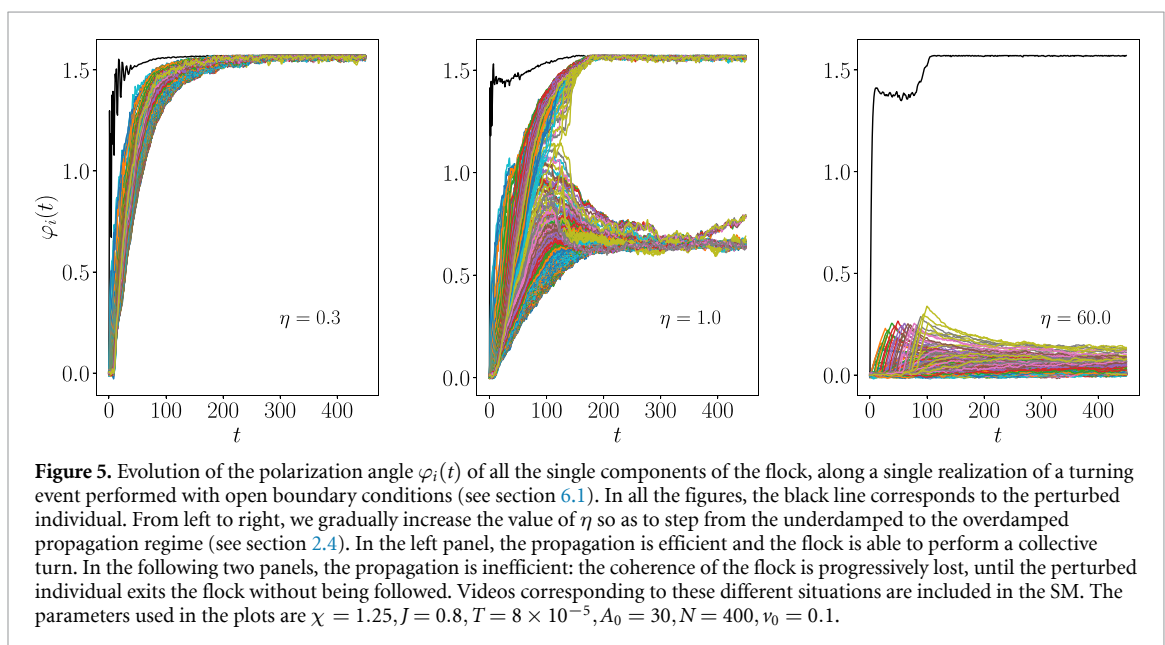 φᵢ(t)
1.5
1.0
0.5
0.0
η = 0.3
0 100 200 300 400
t
1.5
1.0
0.5
0.0
η = 1.0
0 100 200 300 400
t
1.5
1.0
0.5
0.0
η = 60.0
0 100 200 300 400
t
Figure 5. Evolution of the polarization angle φᵢ(t) of all the single components of the flock, along a single realization of a turning
event performed with open boundary conditions (see section 6.1). In all the figures, the black line corresponds to the perturbed
individual. From left to right, we gradually increase the value of η so as to step from the underdamped to the overdamped
propagation regime (see section 2.4). In the left panel, the propagation is efficient and the flock is able to perform a collective
turn. In the following two panels, the propagation is inefficient: the coherence of the flock is progressively lost, until the perturbed
individual exits the flock without being followed. Videos corresponding to these different situations are included in the SM. The
parameters used in the plots are χ = 1.25, J = 0.8, T = 8 × 10⁻⁵, A₀ = 30, N = 400, ν₀ = 0.1.